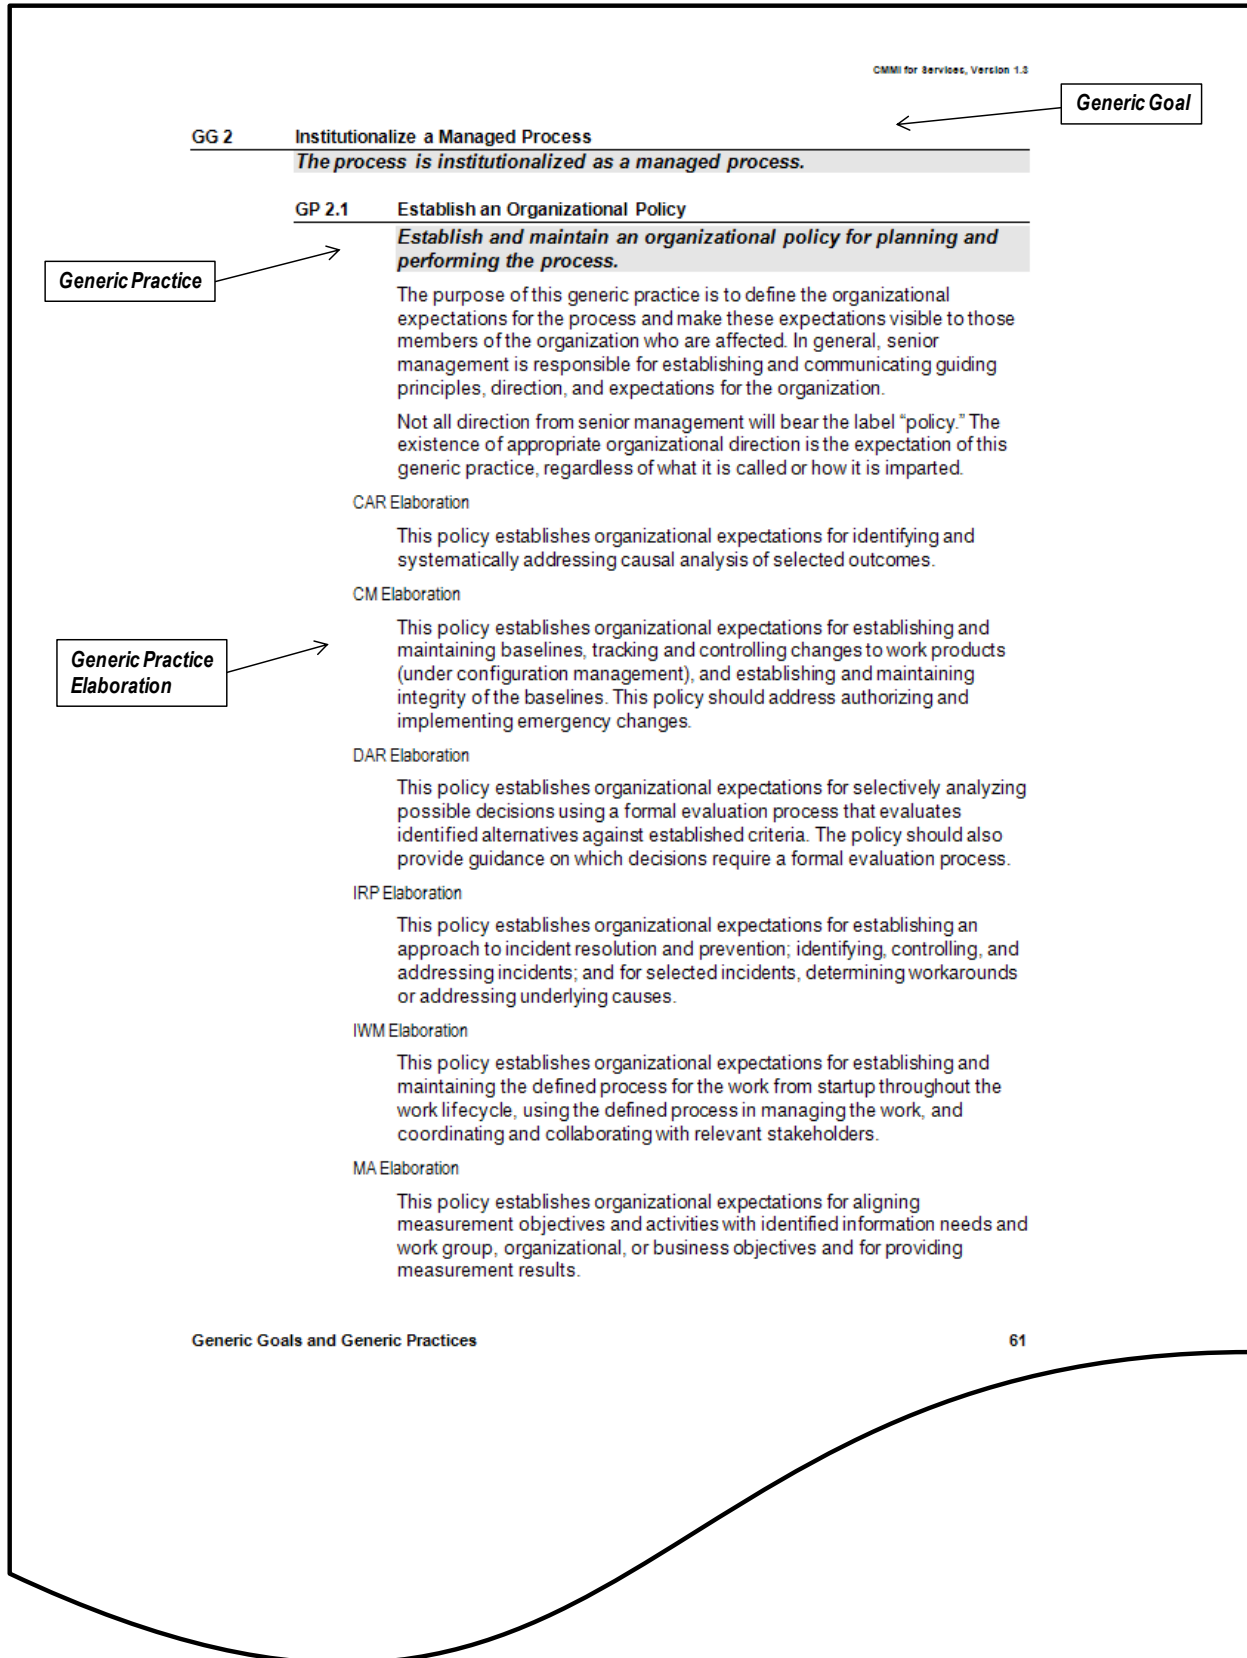 CMMI for Services, Version 1.3
Generic Goal
GG 2 Institutionalize a Managed Process
The process is institutionalized as a managed process.
GP 2.1 Establish an Organizational Policy
Establish and maintain an organizational policy for planning and
performing the process.
Generic Practice
The purpose of this generic practice is to define the organizational
expectations for the process and make these expectations visible to those
members of the organization who are affected. In general, senior
management is responsible for establishing and communicating guiding
principles, direction, and expectations for the organization.
Not all direction from senior management will bear the label “policy.” The
existence of appropriate organizational direction is the expectation of this
generic practice, regardless of what it is called or how it is imparted.
CAR Elaboration
This policy establishes organizational expectations for identifying and
systematically addressing causal analysis of selected outcomes.
CM Elaboration
This policy establishes organizational expectations for establishing and
maintaining baselines, tracking and controlling changes to work products
(under configuration management), and establishing and maintaining
integrity of the baselines. This policy should address authorizing and
implementing emergency changes.
Generic Practice
Elaboration
DAR Elaboration
This policy establishes organizational expectations for selectively analyzing
possible decisions using a formal evaluation process that evaluates
identified alternatives against established criteria. The policy should also
provide guidance on which decisions require a formal evaluation process.
IRP Elaboration
This policy establishes organizational expectations for establishing an
approach to incident resolution and prevention; identifying, controlling, and
addressing incidents; and for selected incidents, determining workarounds
or addressing underlying causes.
IWM Elaboration
This policy establishes organizational expectations for establishing and
maintaining the defined process for the work from startup throughout the
work lifecycle, using the defined process in managing the work, and
coordinating and collaborating with relevant stakeholders.
MA Elaboration
This policy establishes organizational expectations for aligning
measurement objectives and activities with identified information needs and
work group, organizational, or business objectives and for providing
measurement results.
Generic Goals and Generic Practices 61